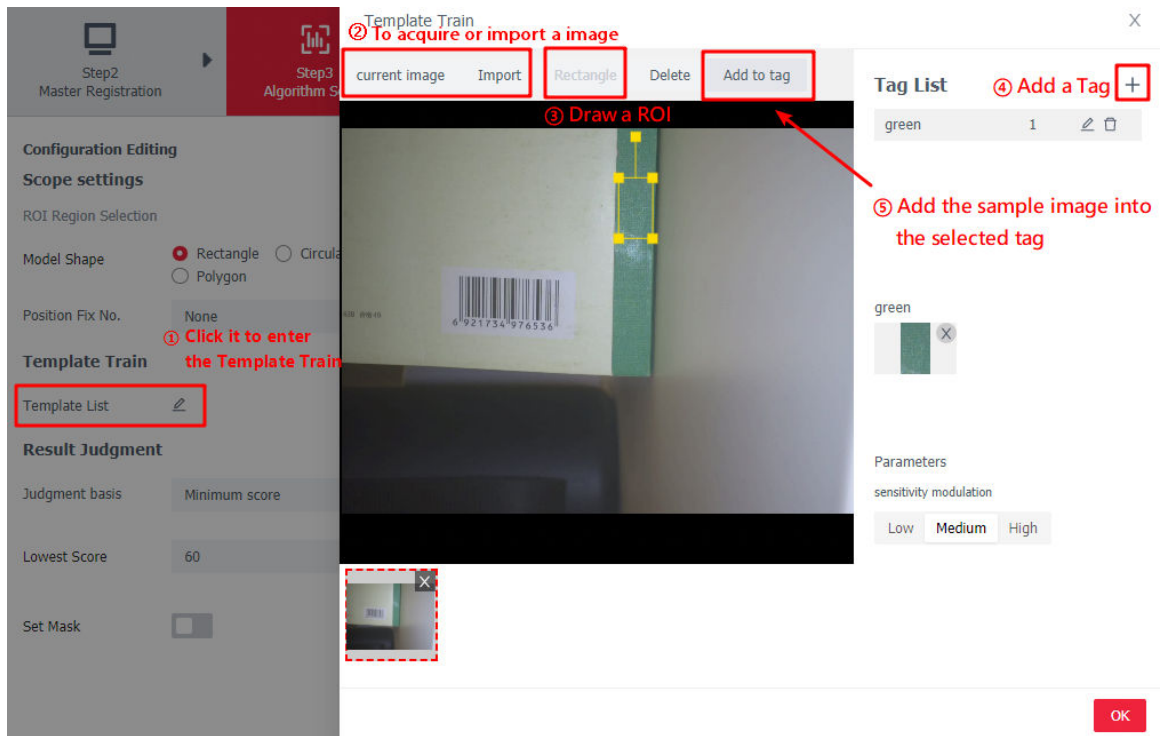 Step2
Master Registration
Step3
Algorithm S
Configuration Editing
Scope settings
ROI Region Selection
Model Shape
Rectangle
Circula
Polygon
Position Fix No.
None
① Click it to enter
the Template Train
Template Train
Template List
Result Judgment
Judgment basis
Minimum score
Lowest Score
60
Set Mask
Template Train
X
② To acquire or import a image
current image
Import
Rectangle
Delete
Add to tag
③ Draw a ROI
6 921734 976536
Tag List
④ Add a Tag +
green
1
⑤ Add the sample image into
the selected tag
green
X
Parameters
sensitivity modulation
Low
Medium
High
X
OK